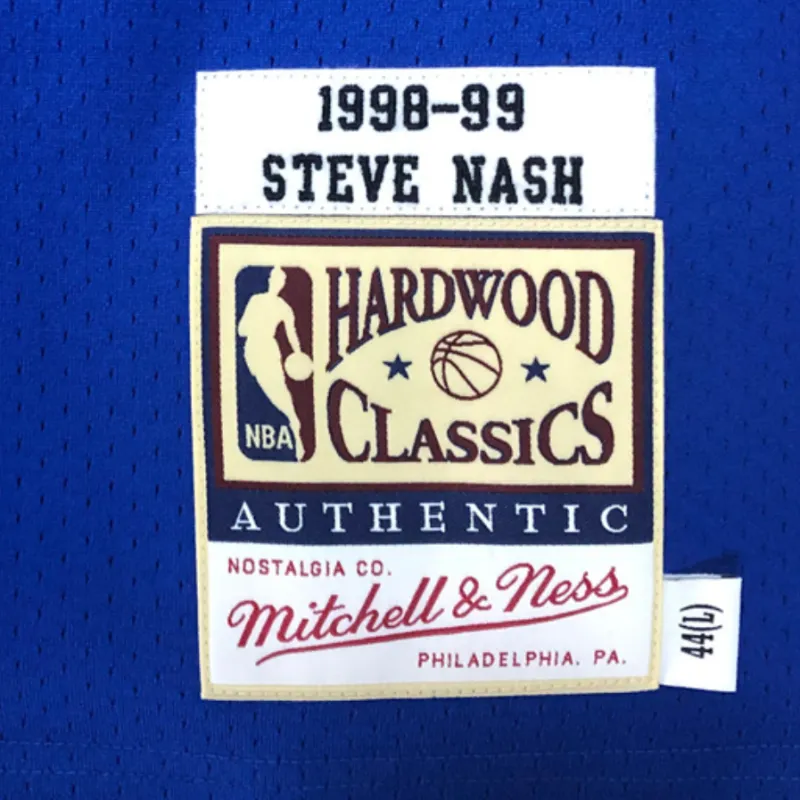 1998-99
STEVE NASH
HARDWOOD
CLASSICS
NBA
AUTHENTIC
NOSTALGIA CO.
Mitchell & Ness
PHILADELPHIA. PA.
44(L)